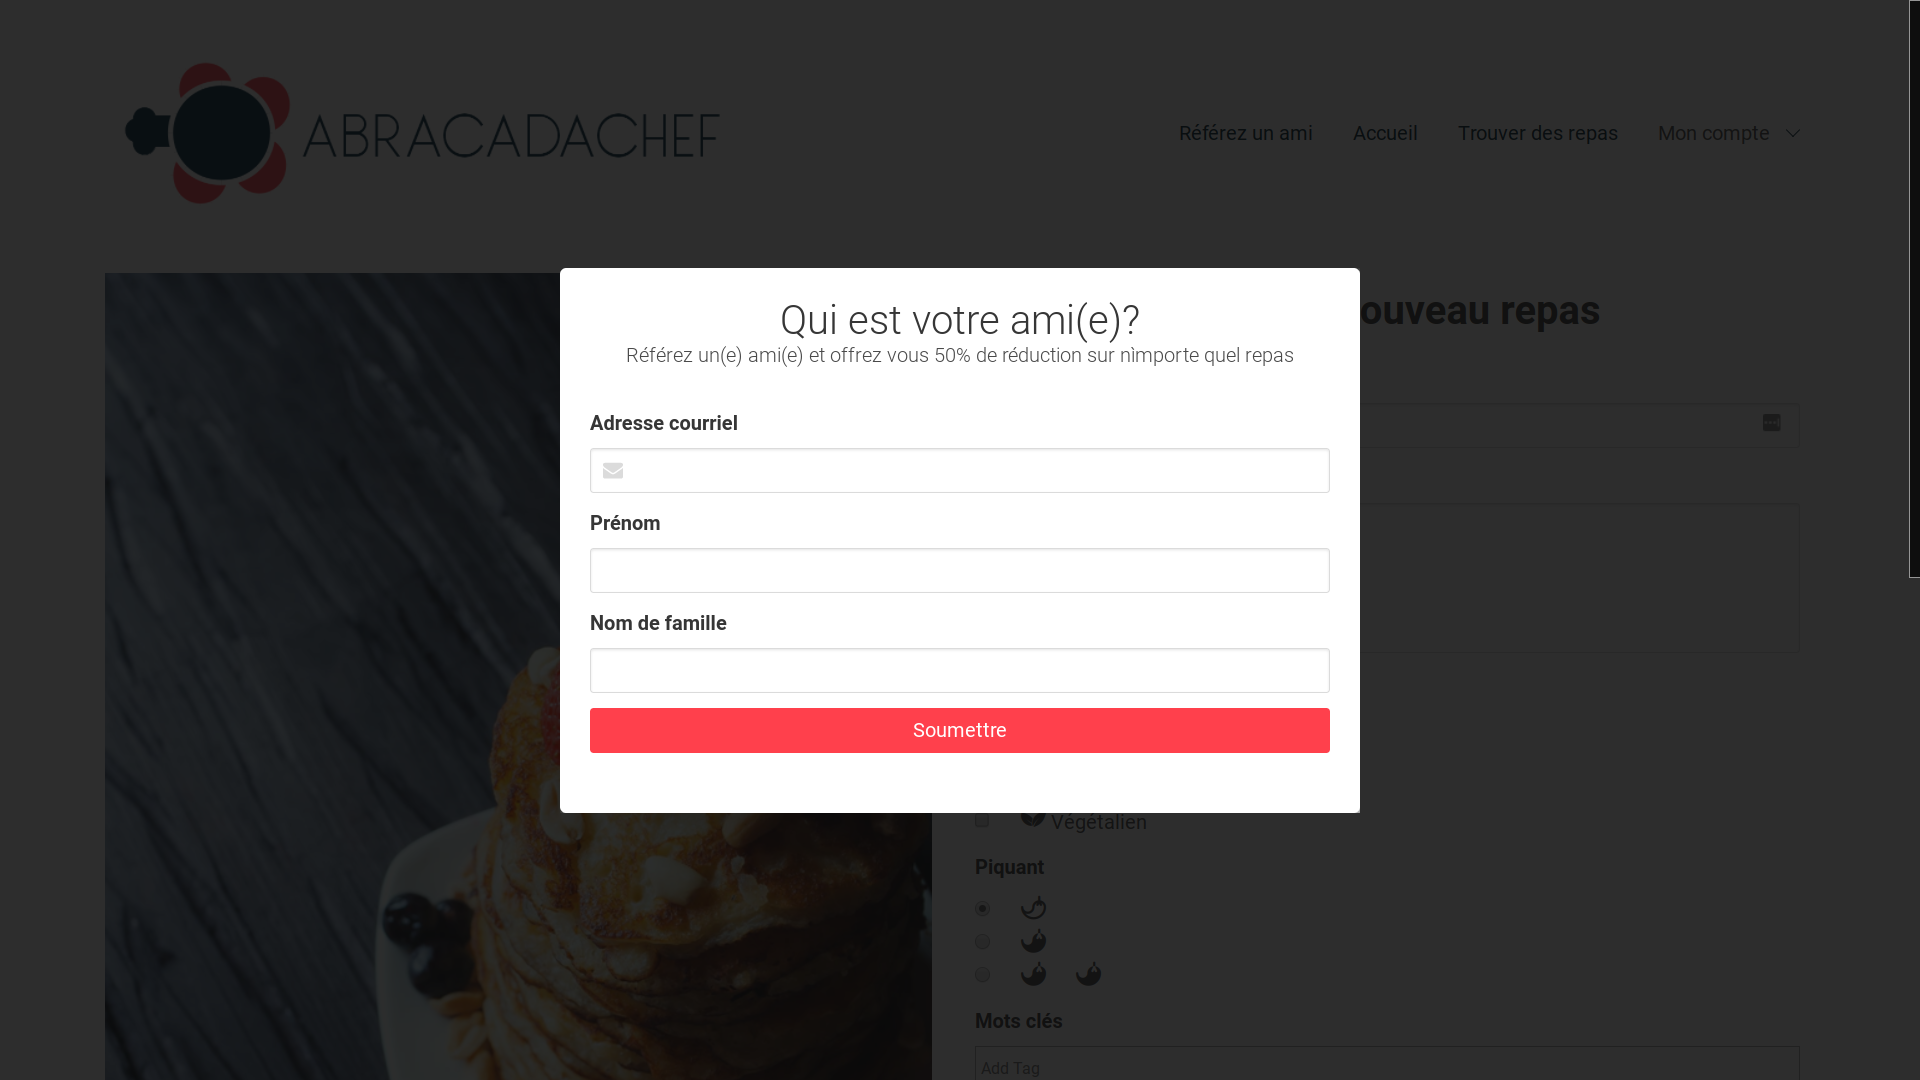 ABRACADACHEF
Référez un ami
Accueil
Trouver des repas
Mon compte
ouveau repas
Qui est votre ami(e)?
Référez un(e) ami(e) et offrez vous 50% de réduction sur nìmporte quel repas
Adresse courriel
Prénom
Nom de famille
Soumettre
Végétalien
Piquant
Mots clés
Add Tag